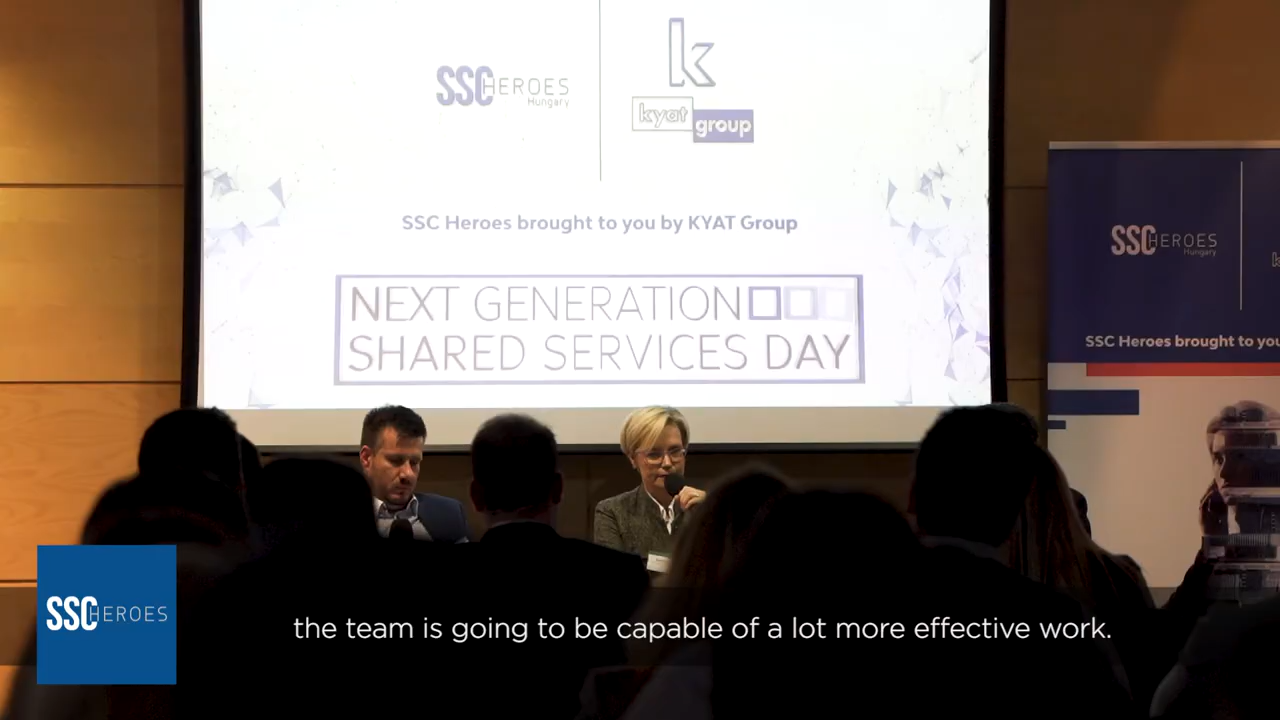 SSC HEROES
Hungary
k
kyat
group
SSC Heroes brought to you by KYAT Group
NEXT GENERATION
SHARED SERVICES DAY
SSC HEROES
Hungary
SSC Heroes brought to you
SSC HEROES
the team is going to be capable of a lot more effective work.